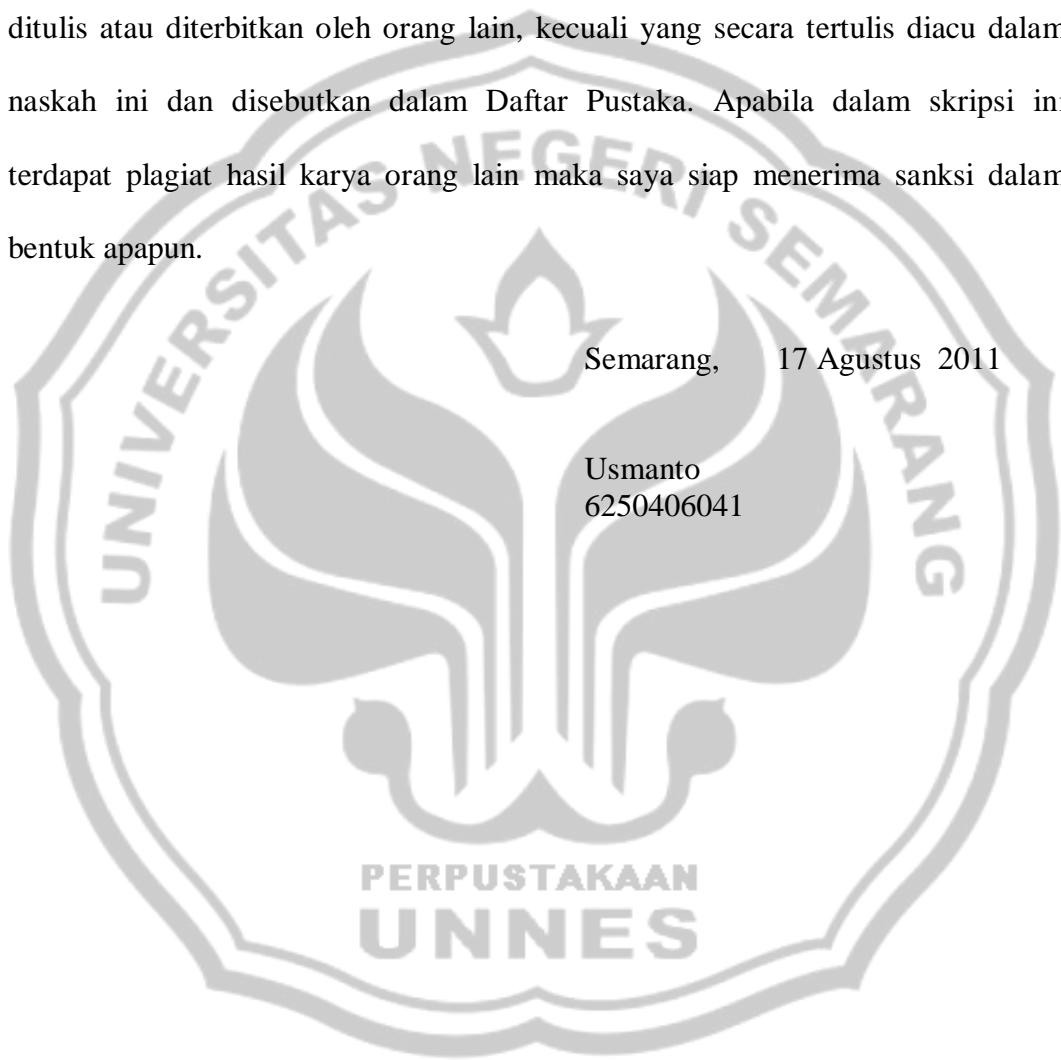 ditulis atau diterbitkan oleh orang lain, kecuali yang secara tertulis diacu dalam
naskah ini dan disebutkan dalam Daftar Pustaka. Apabila dalam skripsi ini
terdapat plagiat hasil karya orang lain maka saya siap menerima sanksi dalam
bentuk apapun.
UNIVERSITAS NEGERI SEMARANG
Semarang, 17 Agustus 2011
Usmanto
6250406041
PERPUSTAKAAN
UNNES